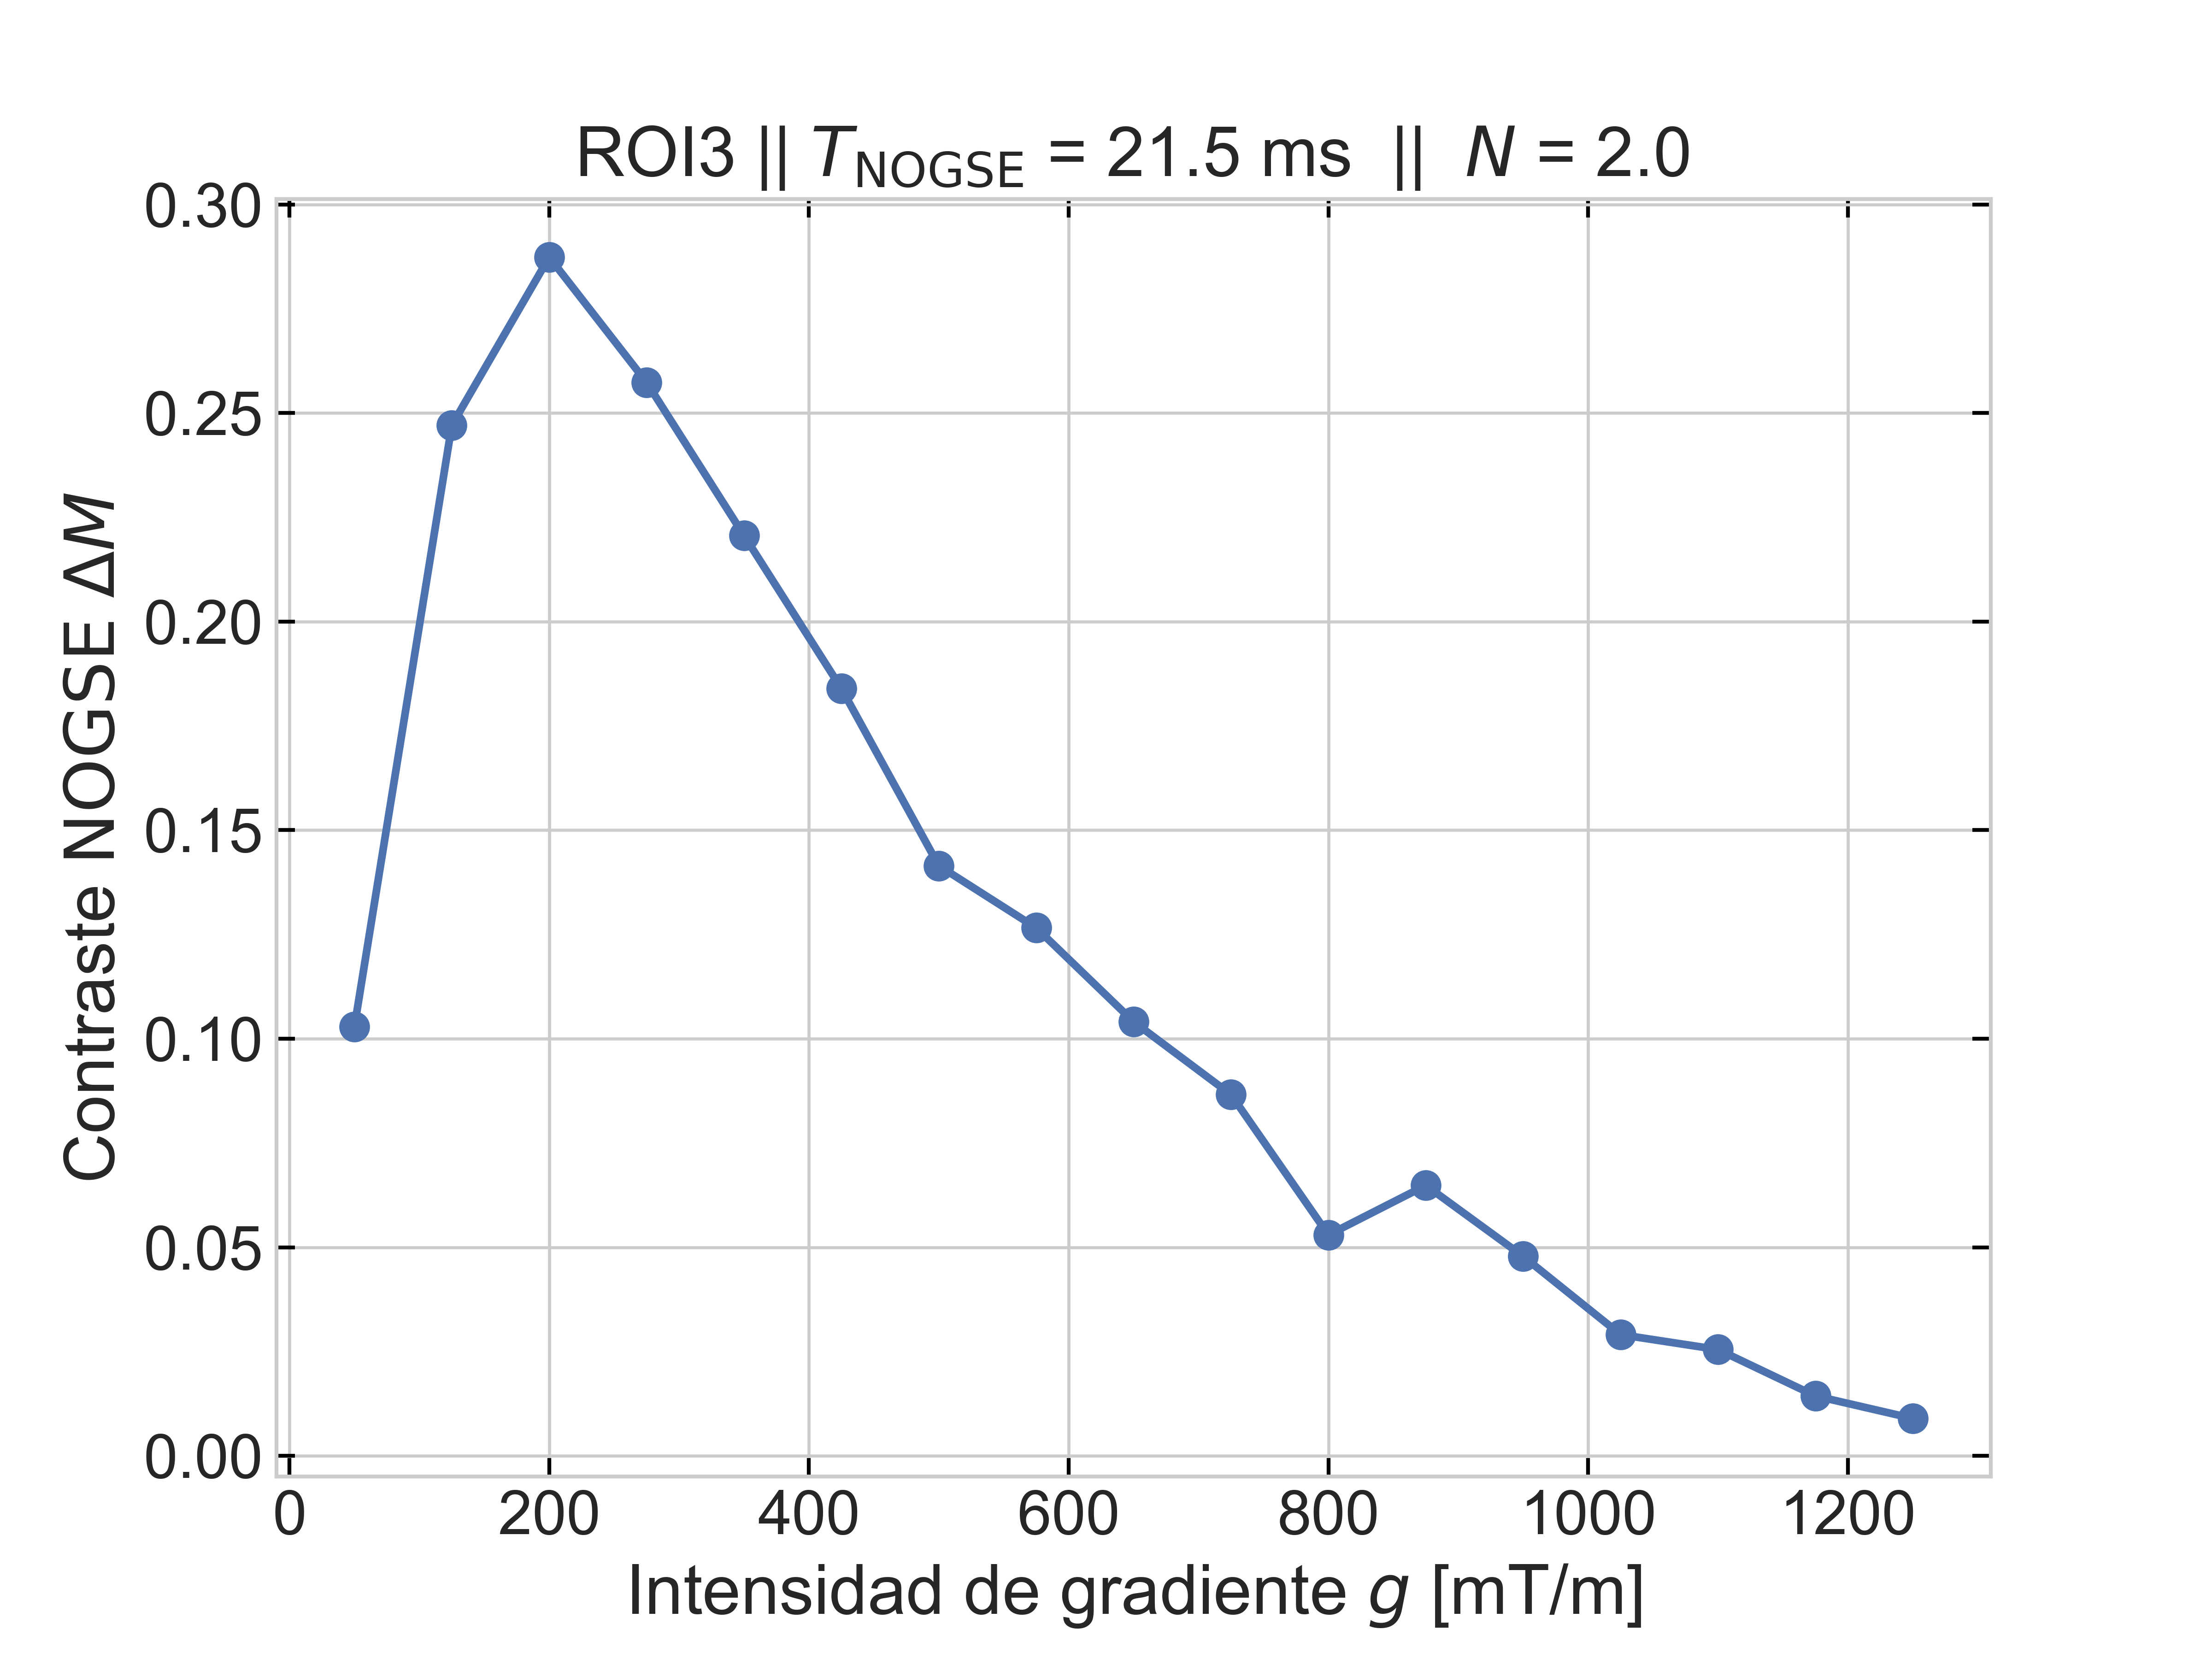 ROI3 || T_NOGSE = 21.5 ms || N = 2.0
Contraste NOGSE ΔM
0.30
0.25
0.20
0.15
0.10
0.05
0.00
0 200 400 600 800 1000 1200
Intensidad de gradiente g [mT/m]